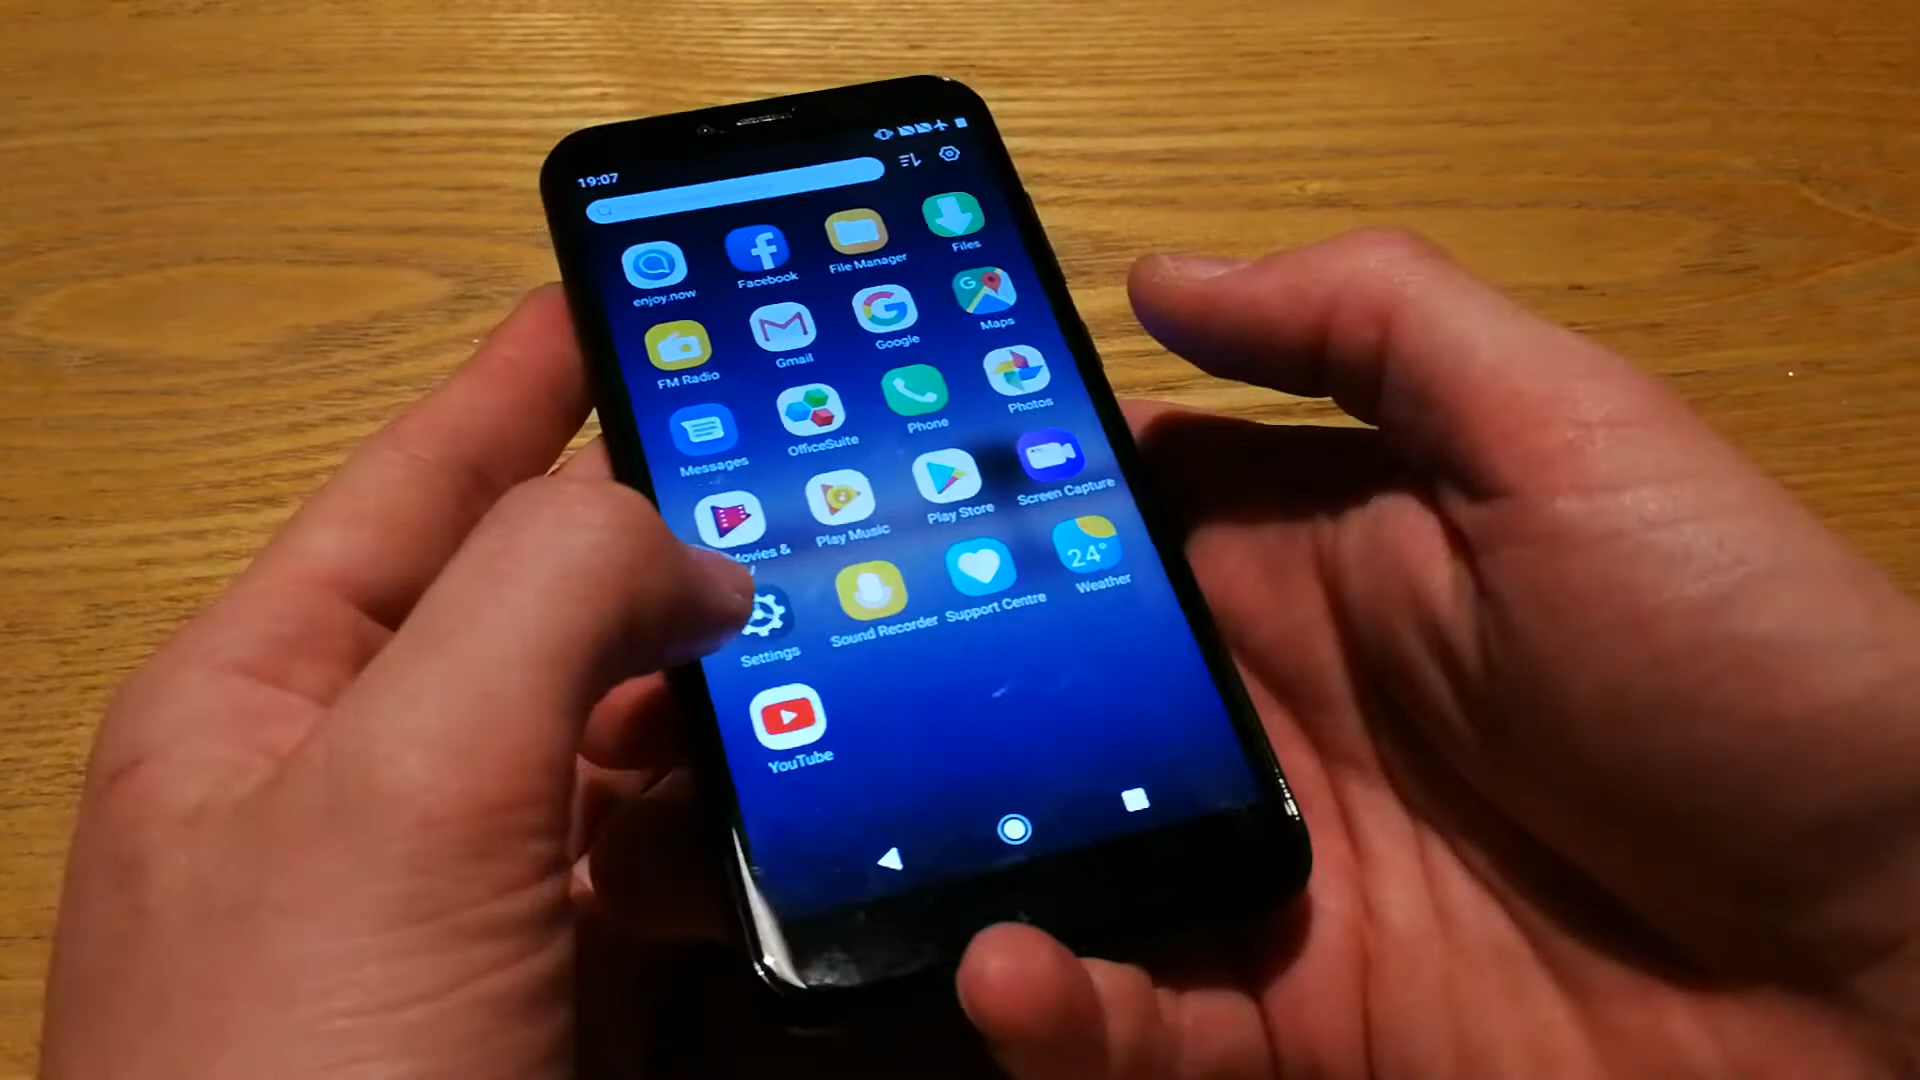 19:07
enjoy.now
Facebook
File Manager
Files
FM Radio
Gmail
Google
Maps
Messages
OfficeSuite
Phone
Photos
Movies &
Play Music
Play Store
Screen Capture
Settings
Sound Recorder
Support Centre
24°
Weather
YouTube